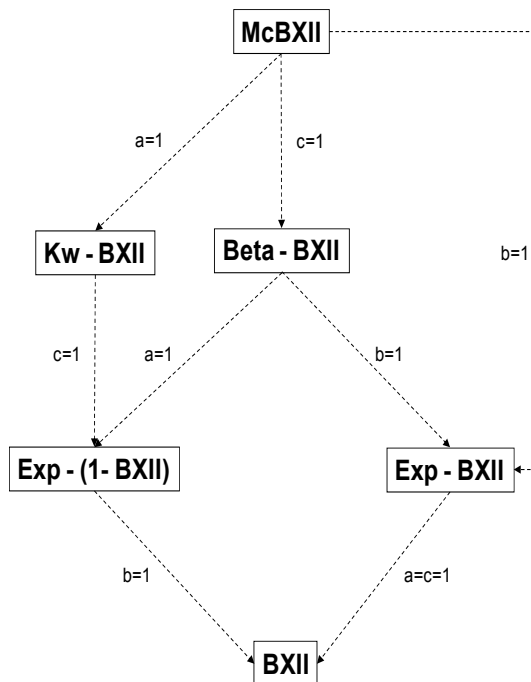 McBXII
a=1
c=1
Kw - BXII
Beta - BXII
b=1
c=1
a=1
b=1
Exp - (1- BXII)
Exp - BXII
b=1
a=c=1
BXII